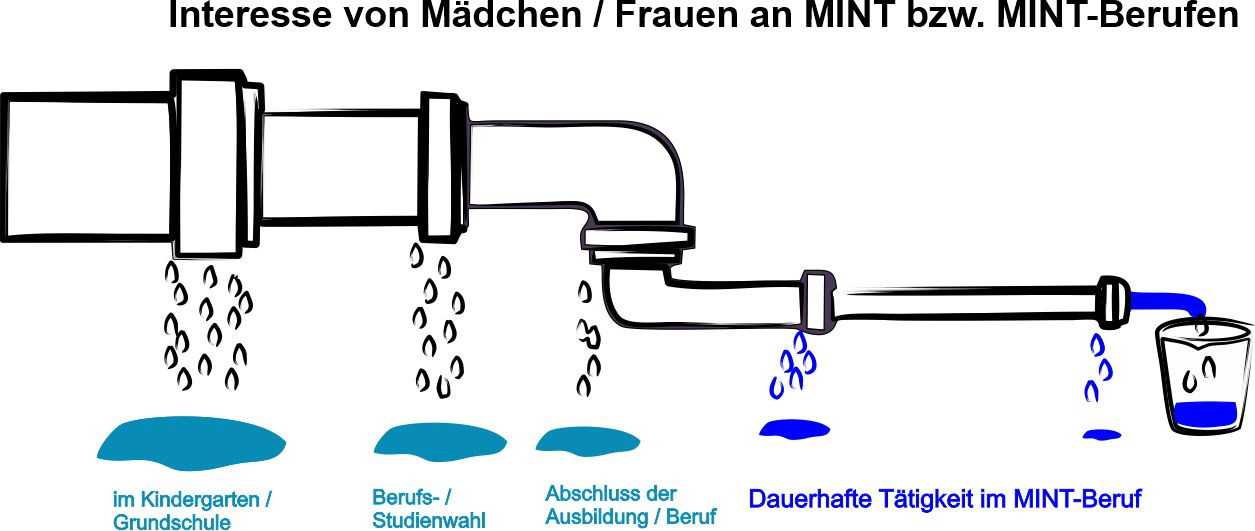 Interesse von Mädchen / Frauen an MINT bzw. MINT-Berufen
im Kindergarten /
Grundschule
Berufs- /
Studienwahl
Abschluss der
Ausbildung / Beruf
Dauerhafte Tätigkeit im MINT-Beruf